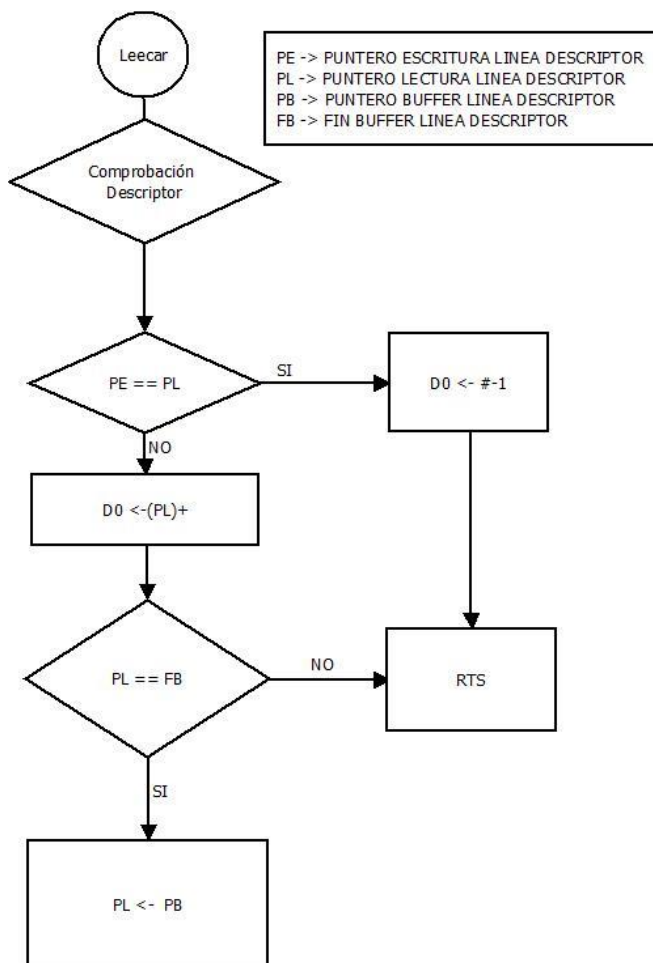 Leecar
PE -> PUNTERO ESCRITURA LINEA DESCRIPTOR
PL -> PUNTERO LECTURA LINEA DESCRIPTOR
PB -> PUNTERO BUFFER LINEA DESCRIPTOR
FB -> FIN BUFFER LINEA DESCRIPTOR
Comprobación
Descriptor
PE == PL
SI
D0 <- #-1
NO
D0 <-(PL)+
PL == FB
NO
RTS
SI
PL <- PB